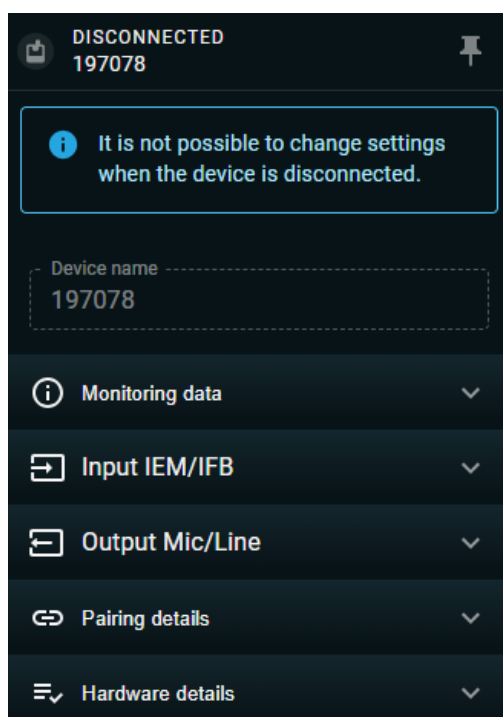 DISCONNECTED
197078
It is not possible to change settings
when the device is disconnected.
Device name
197078
Monitoring data
Input IEM/IFB
Output Mic/Line
Pairing details
Hardware details